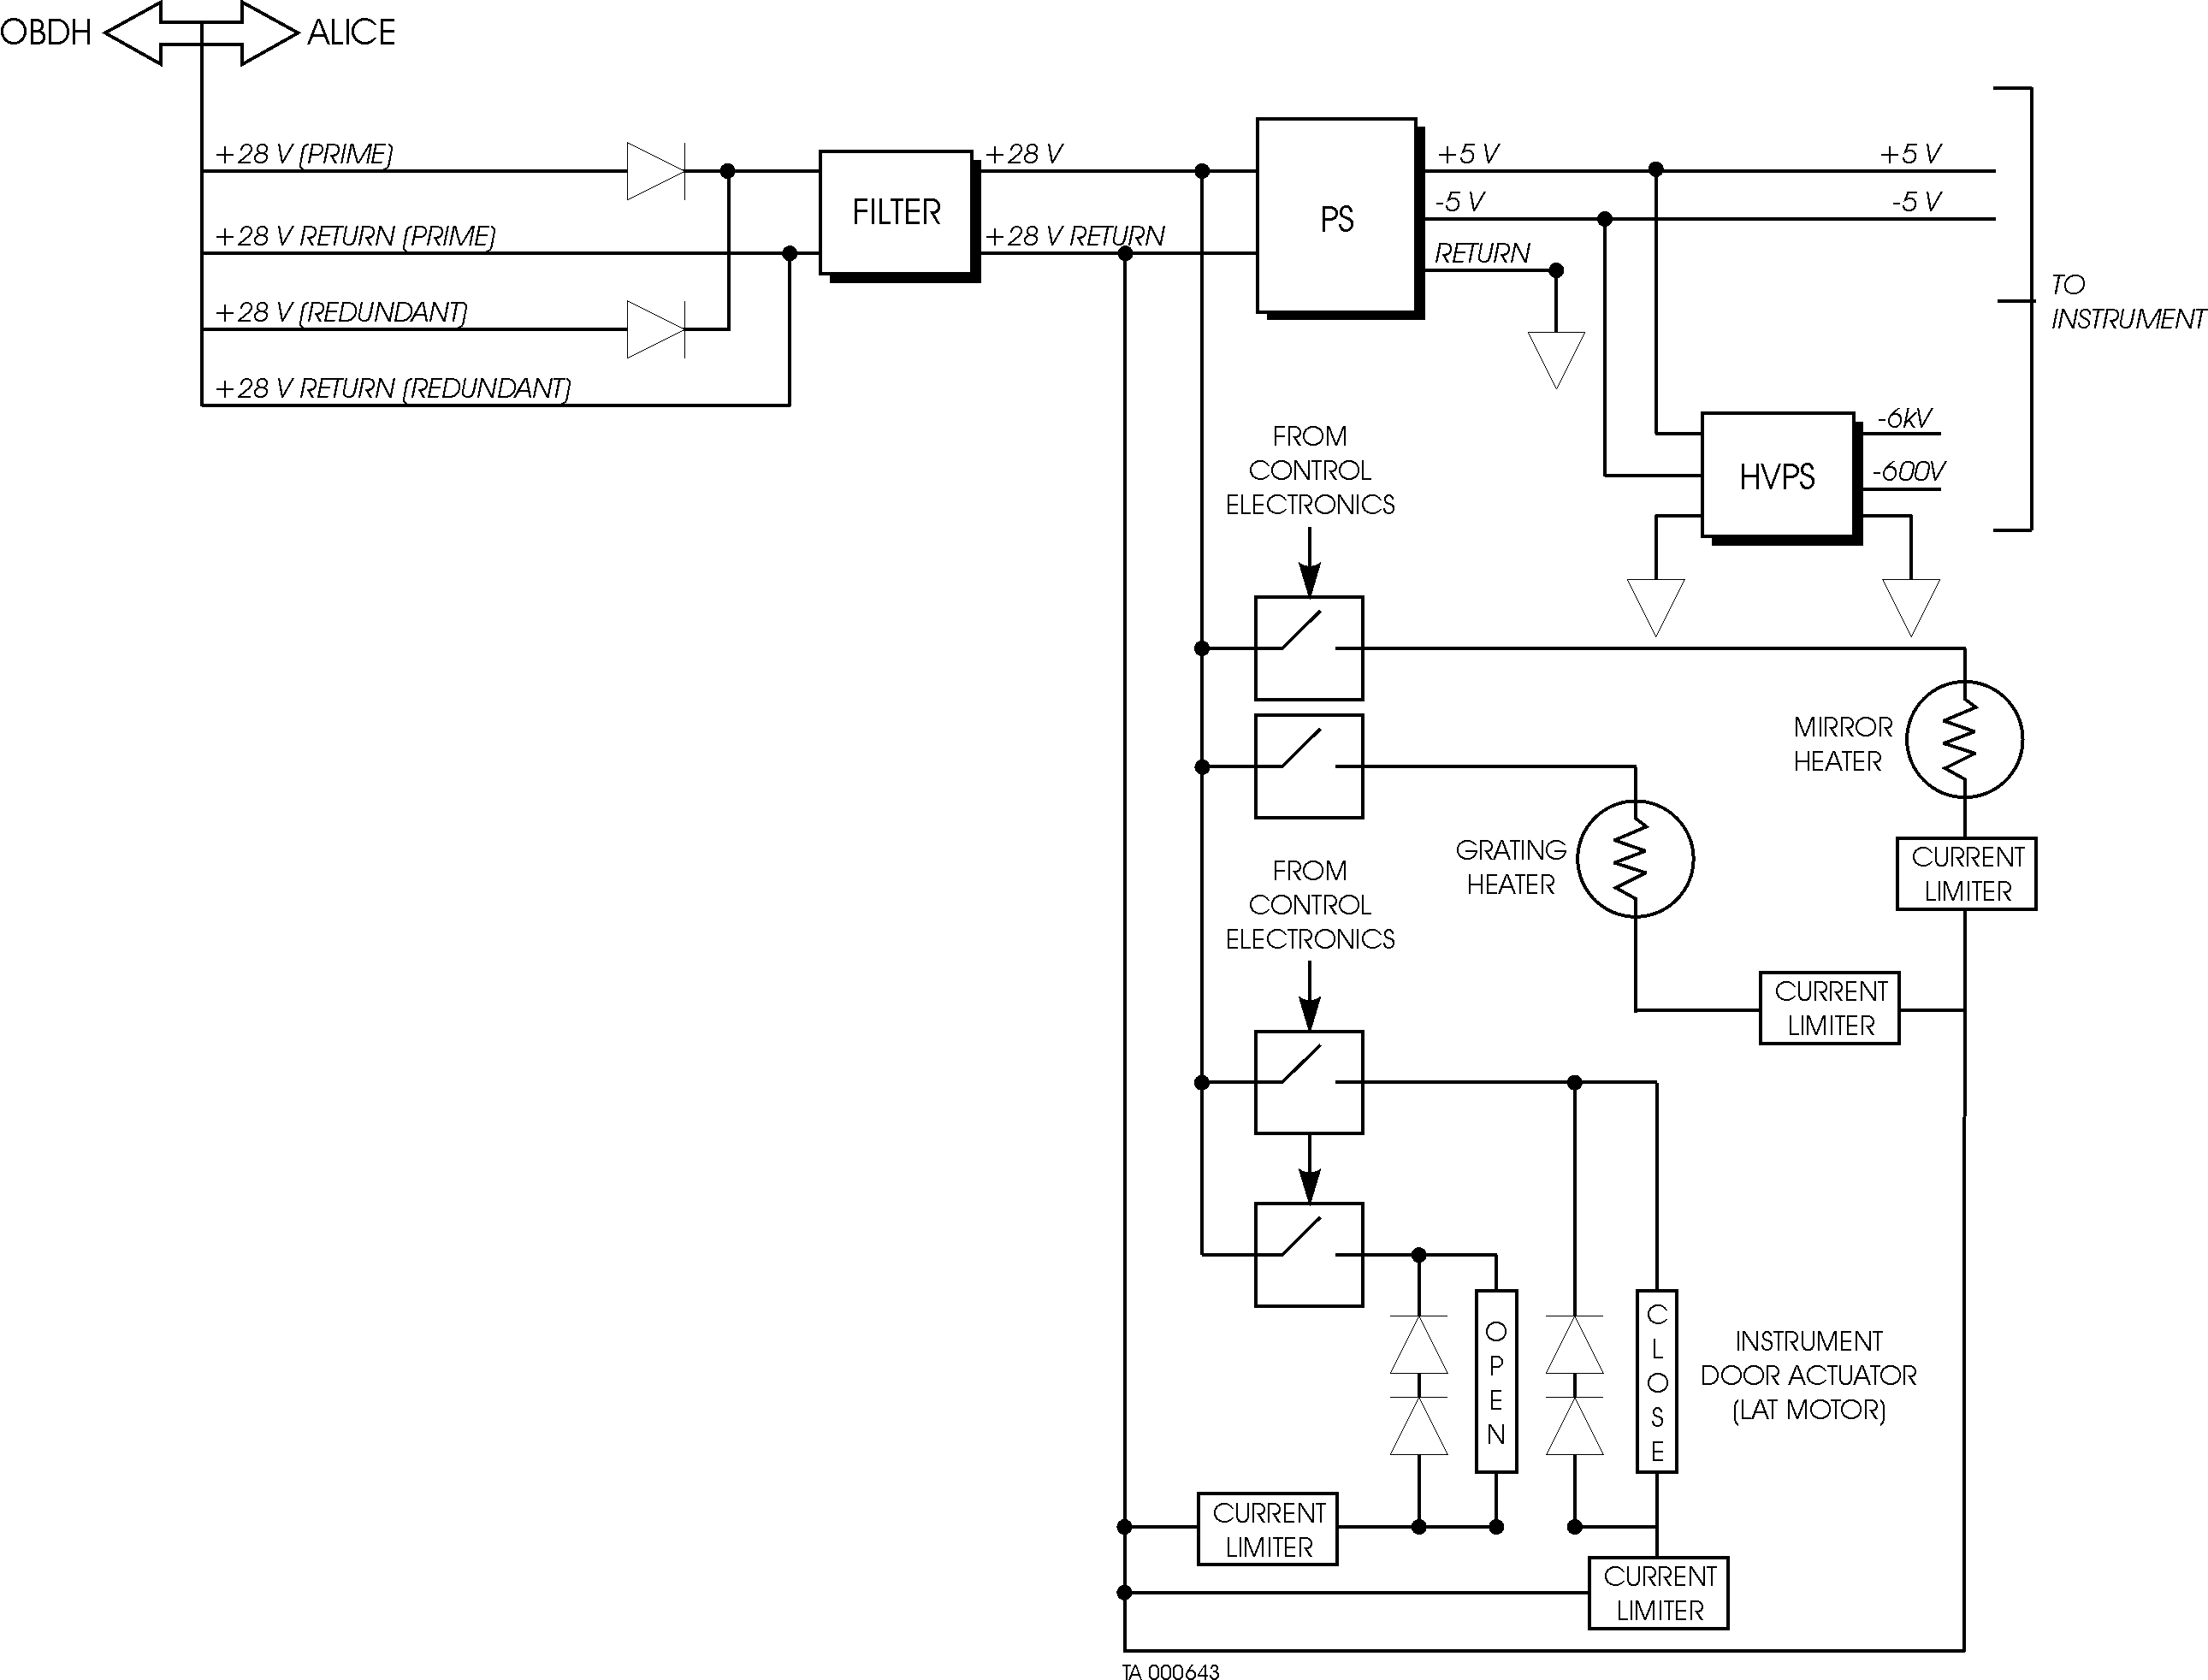 OBDH
ALICE
+28 V (PRIME)
+28 V RETURN (PRIME)
+28 V (REDUNDANT)
+28 V RETURN (REDUNDANT)
FILTER
+28 V
+28 V RETURN
PS
+5 V
-5 V
RETURN
+5 V
-5 V
TO
INSTRUMENT
HVPS
-6kV
-600V
FROM
CONTROL
ELECTRONICS
MIRROR
HEATER
CURRENT
LIMITER
GRATING
HEATER
CURRENT
LIMITER
FROM
CONTROL
ELECTRONICS
OPEN
CLOSE
INSTRUMENT
DOOR ACTUATOR
(LAT MOTOR)
CURRENT
LIMITER
CURRENT
LIMITER
TA 000643